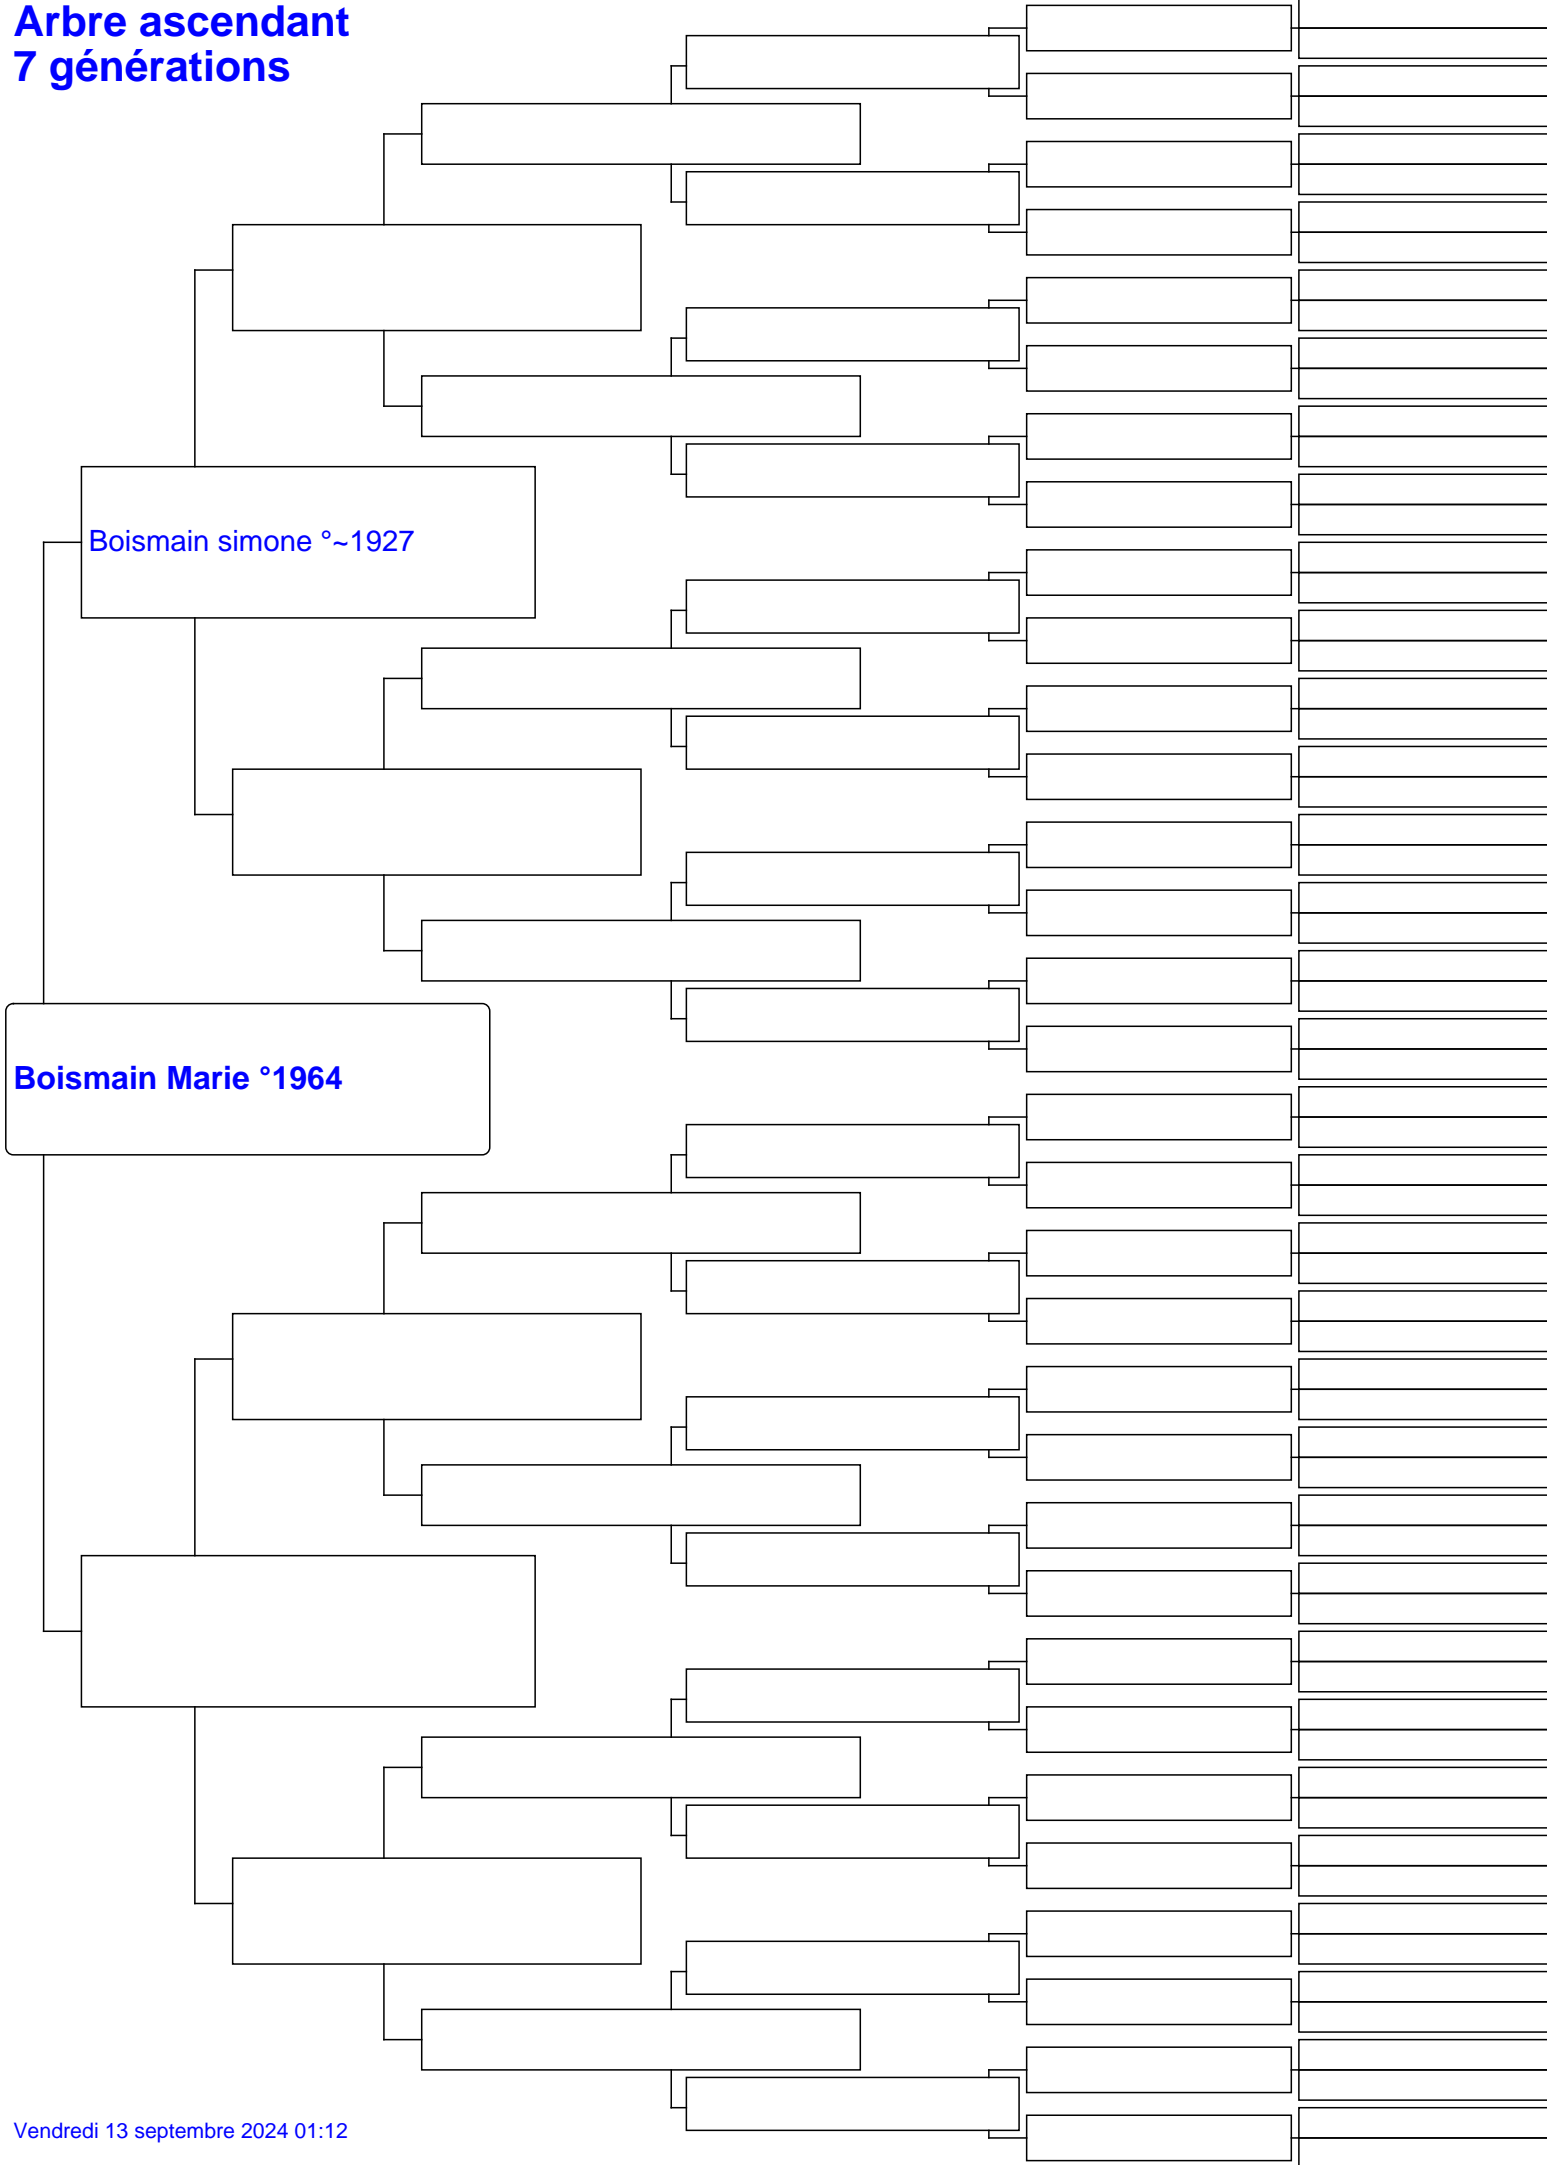 Arbre ascendant
7 générations
Boismain simone °~1927
Boismain Marie °1964
Vendredi 13 septembre 2024 01:12